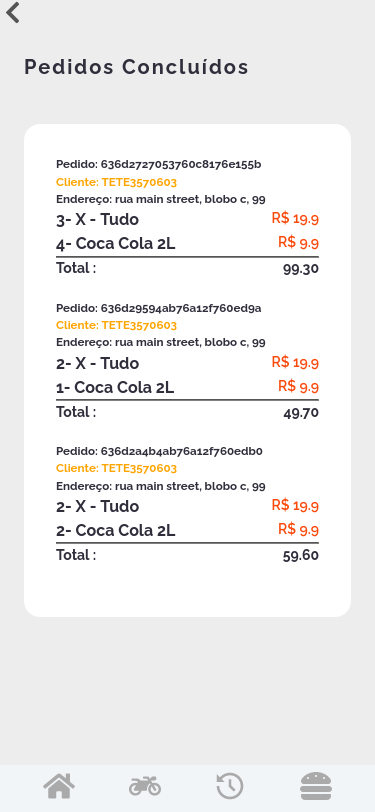 Pedidos Concluídos
Pedido: 636d2727053760c8176e155b
Cliente: TETE3570603
Endereço: rua main street, blobo c, 99
3- X - Tudo R$ 19.9
4- Coca Cola 2L R$ 9.9
Total : 99.30
Pedido: 636d29594ab76a12f760ed9a
Cliente: TETE3570603
Endereço: rua main street, blobo c, 99
2- X - Tudo R$ 19.9
1- Coca Cola 2L R$ 9.9
Total : 49.70
Pedido: 636d2a4b4ab76a12f760edb0
Cliente: TETE3570603
Endereço: rua main street, blobo c, 99
2- X - Tudo R$ 19.9
2- Coca Cola 2L R$ 9.9
Total : 59.60